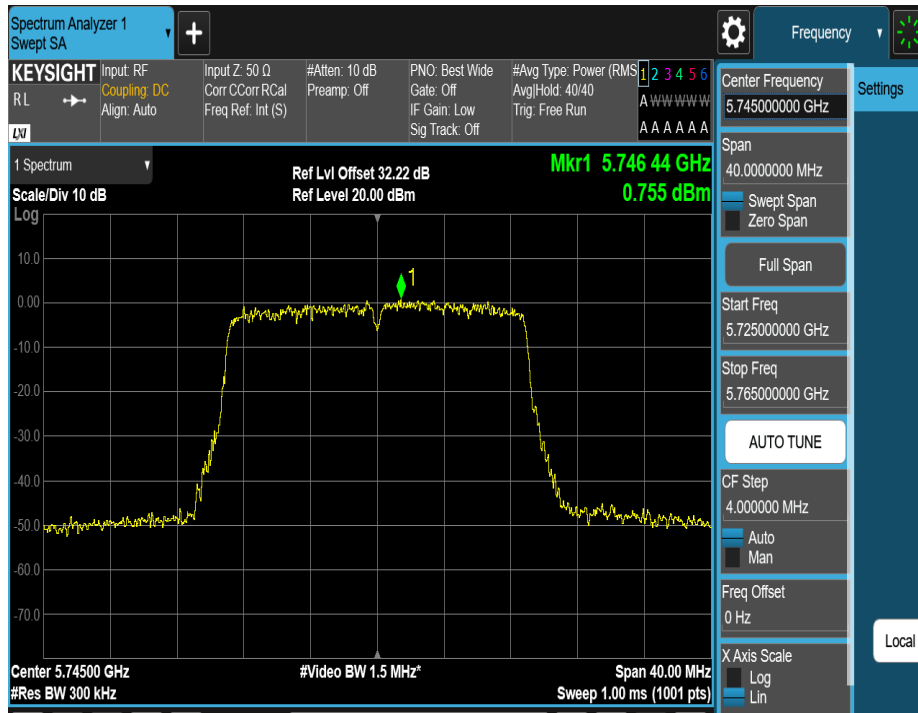 Spectrum Analyzer 1
Swept SA
+
Frequency
KEYSIGHT
R L
LXI
Input: RF
Coupling: DC
Align: Auto
Input Z: 50 Ω
Corr CCorr RCal
Freq Ref: Int (S)
#Atten: 10 dB
Preamp: Off
PNO: Best Wide
Gate: Off
IF Gain: Low
Sig Track: Off
#Avg Type: Power (RMS
Avg|Hold: 40/40
Trig: Free Run
1 2 3 4 5 6
A W W W W W
A A A A A A
1 Spectrum
Scale/Div 10 dB
Log
Ref Lvl Offset 32.22 dB
Ref Level 20.00 dBm
Mkr1 5.746 44 GHz
0.755 dBm
1
10.0
0.00
-10.0
-20.0
-30.0
-40.0
-50.0
-60.0
-70.0
Center 5.74500 GHz
#Video BW 1.5 MHz*
Span 40.00 MHz
#Res BW 300 kHz
Sweep 1.00 ms (1001 pts)
Center Frequency
5.745000000 GHz
Settings
Span
40.0000000 MHz
Swept Span
Zero Span
Full Span
Start Freq
5.725000000 GHz
Stop Freq
5.765000000 GHz
AUTO TUNE
CF Step
4.000000 MHz
Auto
Man
Freq Offset
0 Hz
X Axis Scale
Log
Lin
Local